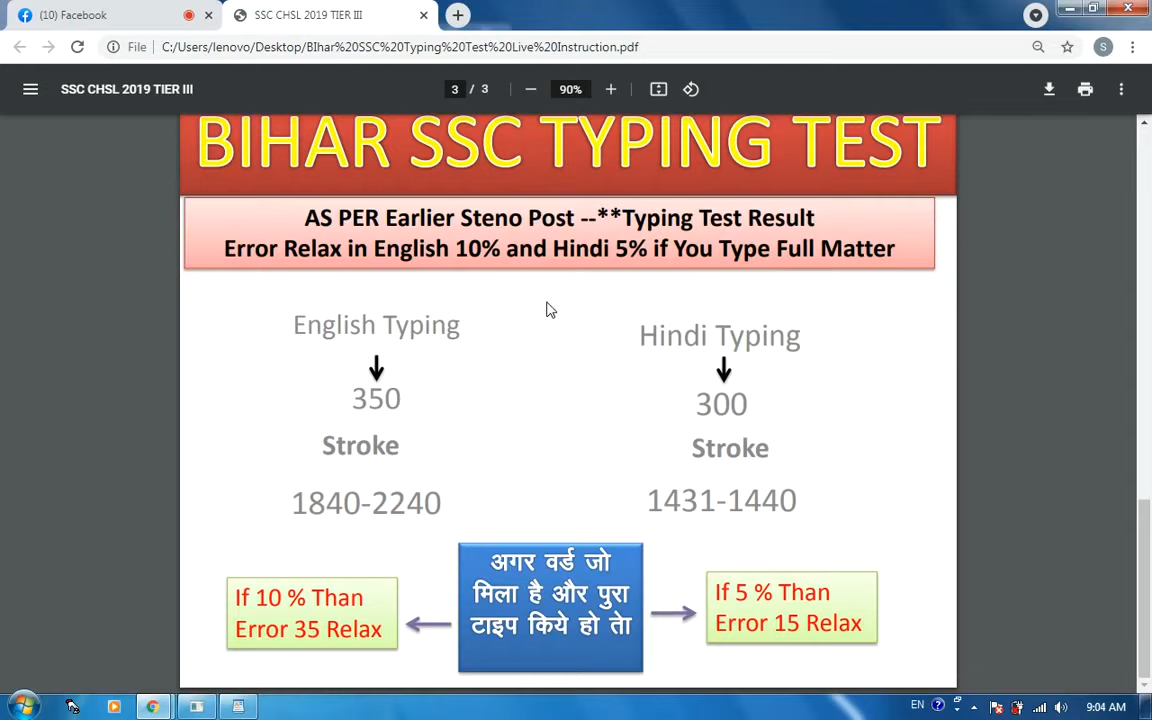 (10) Facebook
SSC CHSL 2019 TIER III
File
C:/Users/lenovo/Desktop/BIhar%20SSC%20Typing%20Test%20Live%20Instruction.pdf
S
SSC CHSL 2019 TIER III
3 / 3
90%
BIHAR SSC TYPING TEST
AS PER Earlier Steno Post --**Typing Test Result
Error Relax in English 10% and Hindi 5% if You Type Full Matter
English Typing
350
Stroke
1840-2240
Hindi Typing
300
Stroke
1431-1440
अगर वर्ड जो
मिला है और पुरा
टाइप किये हो तेा
If 10 % Than
Error 35 Relax
If 5 % Than
Error 15 Relax
EN
9:04 AM